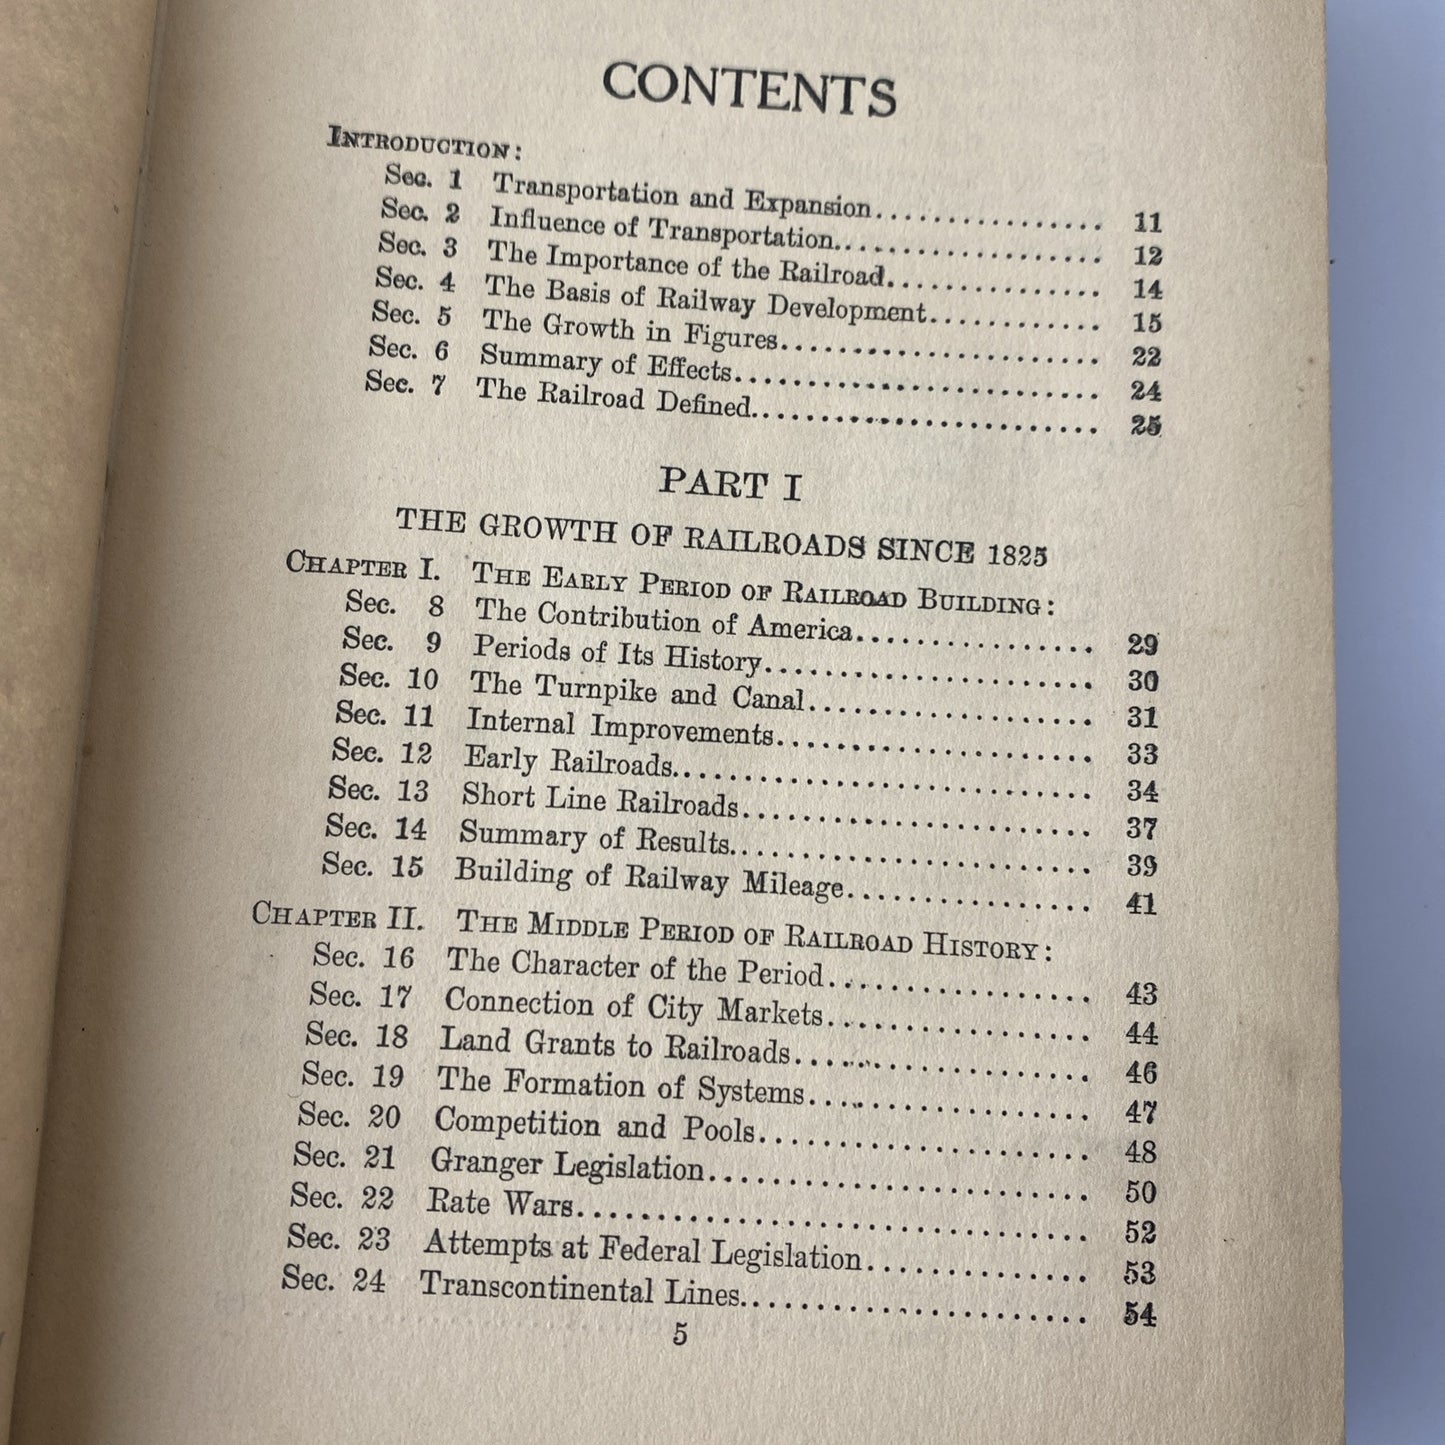 CONTENTS
INTRODUCTION:
Sec. 1 Transportation and Expansion................ 11
Sec. 2 Influence of Transportation................... 12
Sec. 3 The Importance of the Railroad............... 14
Sec. 4 The Basis of Railway Development............ 15
Sec. 5 The Growth in Figures...................... 22
Sec. 6 Summary of Effects......................... 24
Sec. 7 The Railroad Defined........................ 25
PART I
THE GROWTH OF RAILROADS SINCE 1825
CHAPTER I. THE EARLY PERIOD OF RAILROAD BUILDING:
Sec. 8 The Contribution of America................ 29
Sec. 9 Periods of Its History....................... 30
Sec. 10 The Turnpike and Canal.................... 31
Sec. 11 Internal Improvements...................... 33
Sec. 12 Early Railroads............................ 34
Sec. 13 Short Line Railroads........................ 37
Sec. 14 Summary of Results......................... 39
Sec. 15 Building of Railway Mileage................ 41
CHAPTER II. THE MIDDLE PERIOD OF RAILROAD HISTORY:
Sec. 16 The Character of the Period................. 43
Sec. 17 Connection of City Markets................. 44
Sec. 18 Land Grants to Railroads................... 46
Sec. 19 The Formation of Systems.................. 47
Sec. 20 Competition and Pools...................... 48
Sec. 21 Granger Legislation......................... 50
Sec. 22 Rate Wars................................ 52
Sec. 23 Attempts at Federal Legislation.............. 53
Sec. 24 Transcontinental Lines...................... 54
5